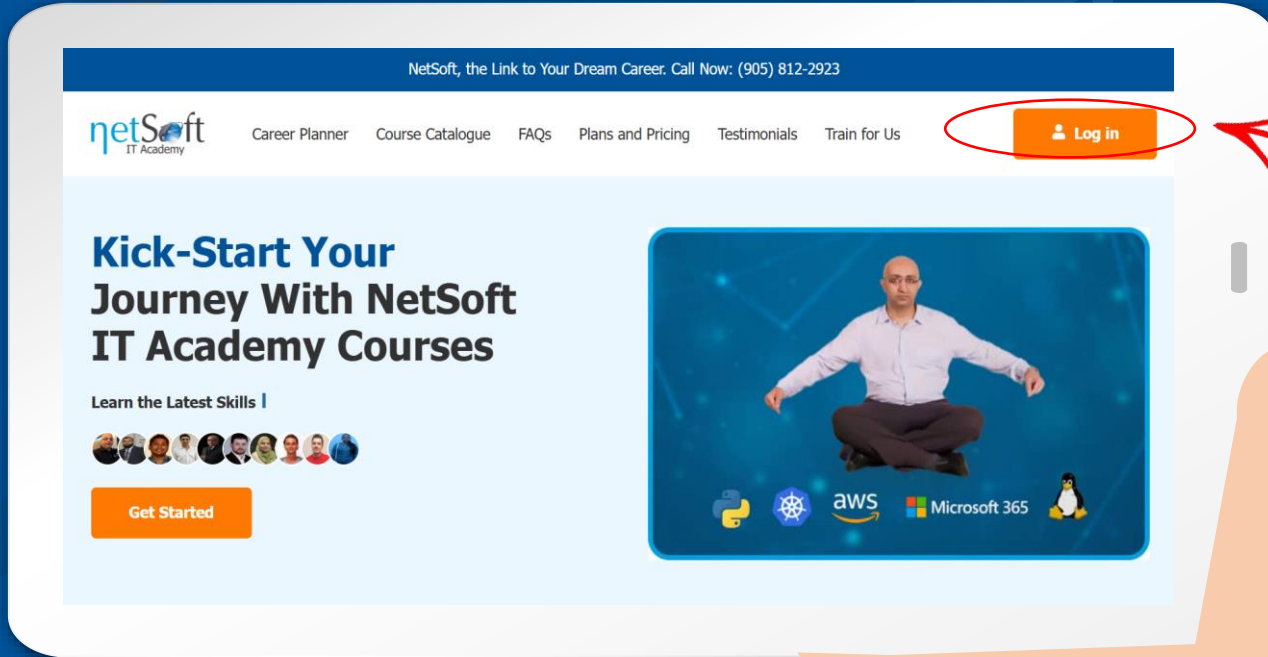 NetSoft, the Link to Your Dream Career. Call Now: (905) 812-2923
netSoft
IT Academy
Career Planner Course Catalogue FAQs Plans and Pricing Testimonials Train for Us Log in
Kick-Start Your
Journey With NetSoft
IT Academy Courses
Learn the Latest Skills
Get Started
aws
Microsoft 365